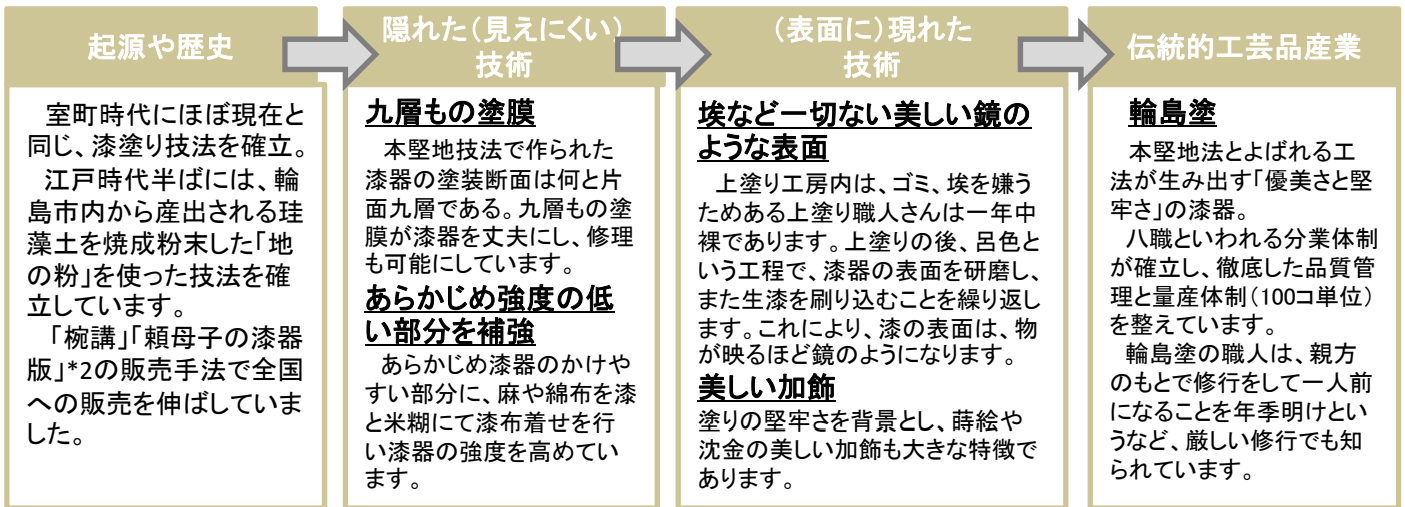 起源や歴史
室町時代にほぼ現在と
同じ、漆塗り技法を確立。
江戸時代半ばには、輪
島市内から産出される珪
藻土を焼成粉末した「地
の粉」を使った技法を確
立しています。
「椀講」「頼母子の漆器
版」*2の販売手法で全国
への販売を伸ばしていま
した。
隠れた(見えにくい)
技術
九層もの塗膜
本堅地技法で作られた
漆器の塗装断面は何と片
面九層である。九層もの塗
膜が漆器を丈夫にし、修理
も可能にしています。
あらかじめ強度の低
い部分を補強
あらかじめ漆器のかけや
すい部分に、麻や綿布を漆
と米糊にて漆布着せを行
い漆器の強度を高めてい
ます。
(表面に)現れた
技術
埃など一切ない美しい鏡の
ような表面
上塗り工房内は、ゴミ、埃を嫌う
ためある上塗り職人さんは一年中
裸であります。上塗りの後、呂色と
いう工程で、漆器の表面を研磨し、
また生漆を刷り込むことを繰り返し
ます。これにより、漆の表面は、物
が映るほど鏡のようになります。
美しい加飾
塗りの堅牢さを背景とし、蒔絵や
沈金の美しい加飾も大きな特徴で
あります。
伝統的工芸品産業
輪島塗
本堅地法とよばれる工
法が生み出す「優美さと堅
牢さ」の漆器。
八職といわれる分業体制
が確立し、徹底した品質管
理と量産体制(100コ単位)
を整えています。
輪島塗の職人は、親方
のもとで修行をして一人前
になることを年季明けとい
うなど、厳しい修行でも知
られています。